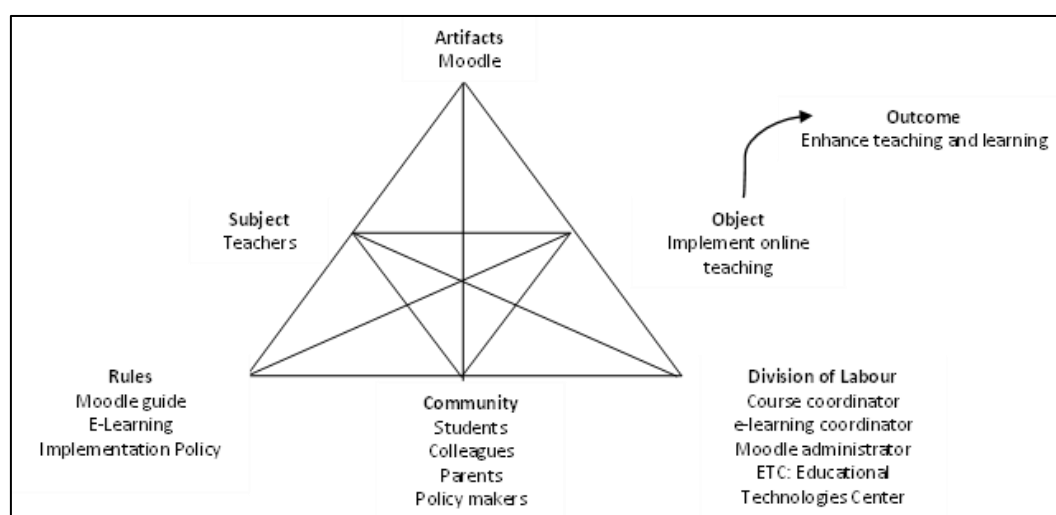 Artifacts
Moodle
Outcome
Enhance teaching and learning
Subject
Teachers
Object
Implement online
teaching
Rules
Moodle guide
E-Learning
Implementation Policy
Community
Students
Colleagues
Parents
Policy makers
Division of Labour
Course coordinator
e-learning coordinator
Moodle administrator
ETC: Educational
Technologies Center